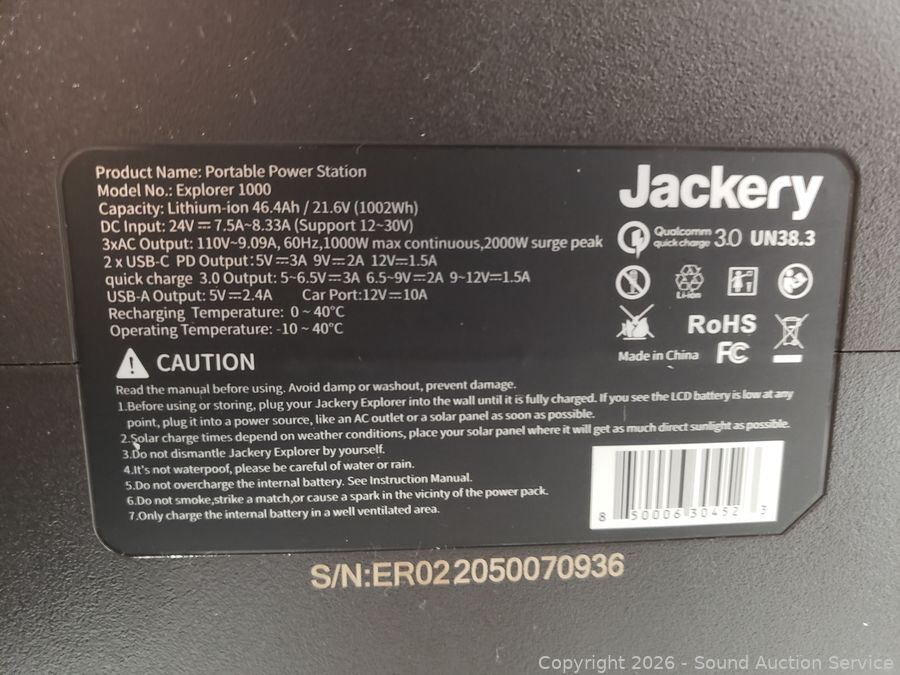 Product Name: Portable Power Station
Model No.: Explorer 1000
Capacity: Lithium-ion 46.4Ah / 21.6V (1002Wh)
DC Input: 24V⎓7.5A~8.33A (Support 12~30V)
3xAC Output: 110V~9.09A, 60Hz,1000W max continuous,2000W surge peak
2 x USB-C PD Output:5V⎓3A 9V⎓2A 12V⎓1.5A
quick charge 3.0 Output: 5~6.5V⎓3A 6.5~9V⎓2A 9~12V⎓1.5A
USB-A Output: 5V⎓2.4A Car Port:12V⎓10A
Recharging Temperature: 0 ~ 40°C
Operating Temperature: -10 ~ 40°C
Jackery
Qualcomm
quick charge 3.0 UN38.3
Li-ion
RoHS
Made in China FC
CAUTION
Read the manual before using. Avoid damp or washout, prevent damage.
1.Before using or storing, plug your Jackery Explorer into the wall until it is fully charged. If you see the LCD battery is low at any
point, plug it into a power source, like an AC outlet or a solar panel as soon as possible.
2.Solar charge times depend on weather conditions, place your solar panel where it will get as much direct sunlight as possible.
3.Do not dismantle Jackery Explorer by yourself.
4.It's not waterproof, please be careful of water or rain.
5.Do not overcharge the internal battery. See Instruction Manual.
6.Do not smoke,strike a match,or cause a spark in the vicinty of the power pack.
7.Only charge the internal battery in a well ventilated area.
8 50006 30452 3
S/N:ER022050070936
Copyright 2026 - Sound Auction Service